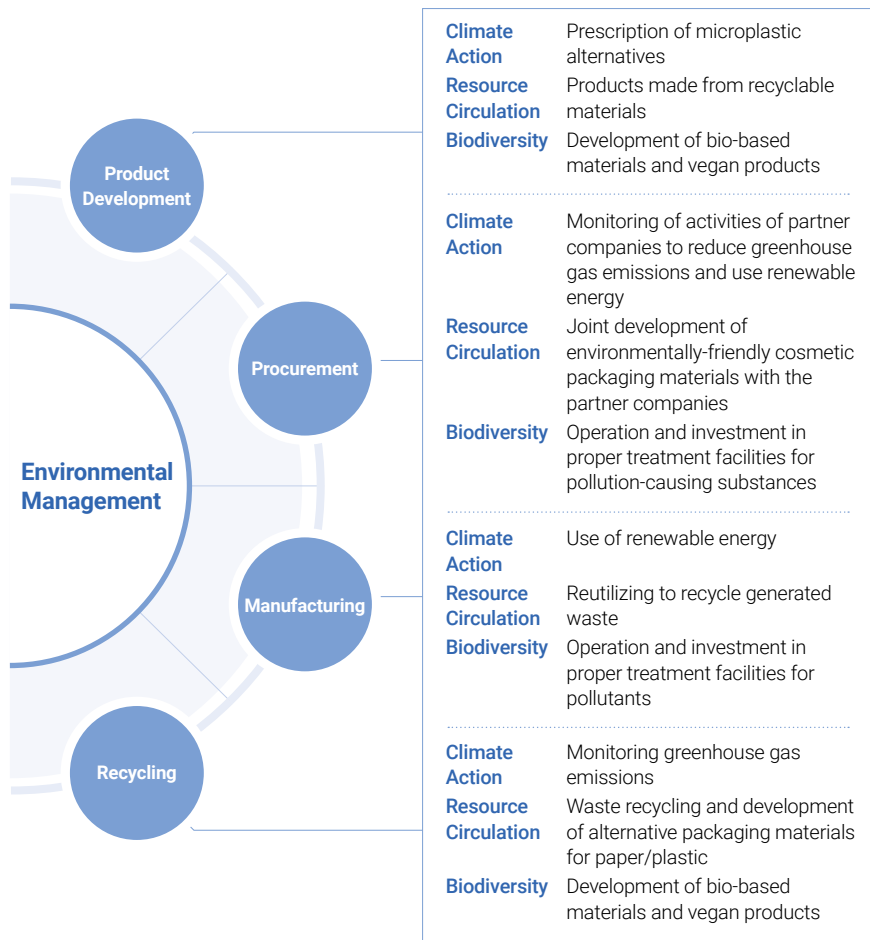 Environmental
Management
Product
Development
Climate Prescription of microplastic
Action alternatives
Resource Products made from recyclable
Circulation materials
Biodiversity Development of bio-based
materials and vegan products
Procurement
Climate Monitoring of activities of partner
Action companies to reduce greenhouse
gas emissions and use renewable
energy
Resource Joint development of
Circulation environmentally-friendly cosmetic
packaging materials with the
partner companies
Biodiversity Operation and investment in
proper treatment facilities for
pollution-causing substances
Manufacturing
Climate Use of renewable energy
Action
Resource Reutilizing to recycle generated
Circulation waste
Biodiversity Operation and investment in
proper treatment facilities for
pollutants
Recycling
Climate Monitoring greenhouse gas
Action emissions
Resource Waste recycling and development
Circulation of alternative packaging materials
for paper/plastic
Biodiversity Development of bio-based
materials and vegan products